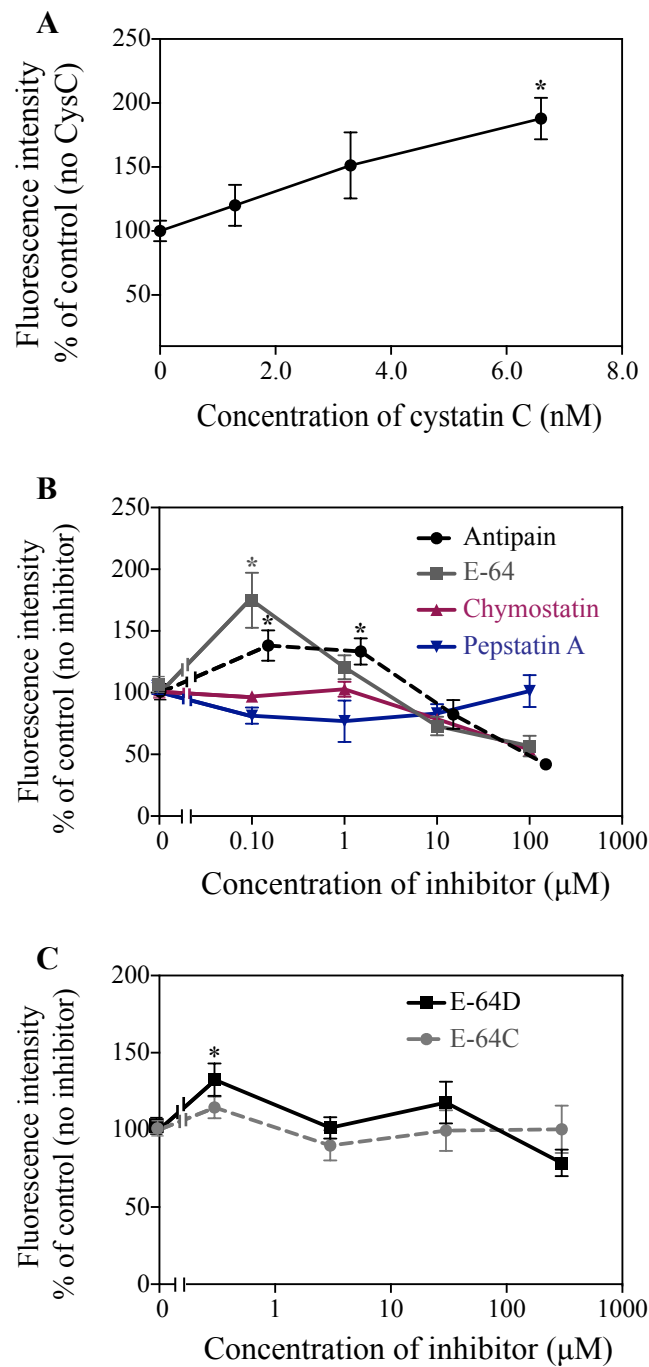 A
Fluorescence intensity
% of control (no CysC)
250
200
150
100
50
*
0
2.0
4.0
6.0
8.0
Concentration of cystatin C (nM)
B
Fluorescence intensity
% of control (no inhibitor)
250
200
150
100
50
0
Antipain
E-64
Chymostatin
Pepstatin A
*
*
*
0
0.10
1
10
100
1000
Concentration of inhibitor (μM)
C
Fluorescence intensity
% of control (no inhibitor)
200
150
100
50
0
E-64D
E-64C
*
0
1
10
100
1000
Concentration of inhibitor (μM)